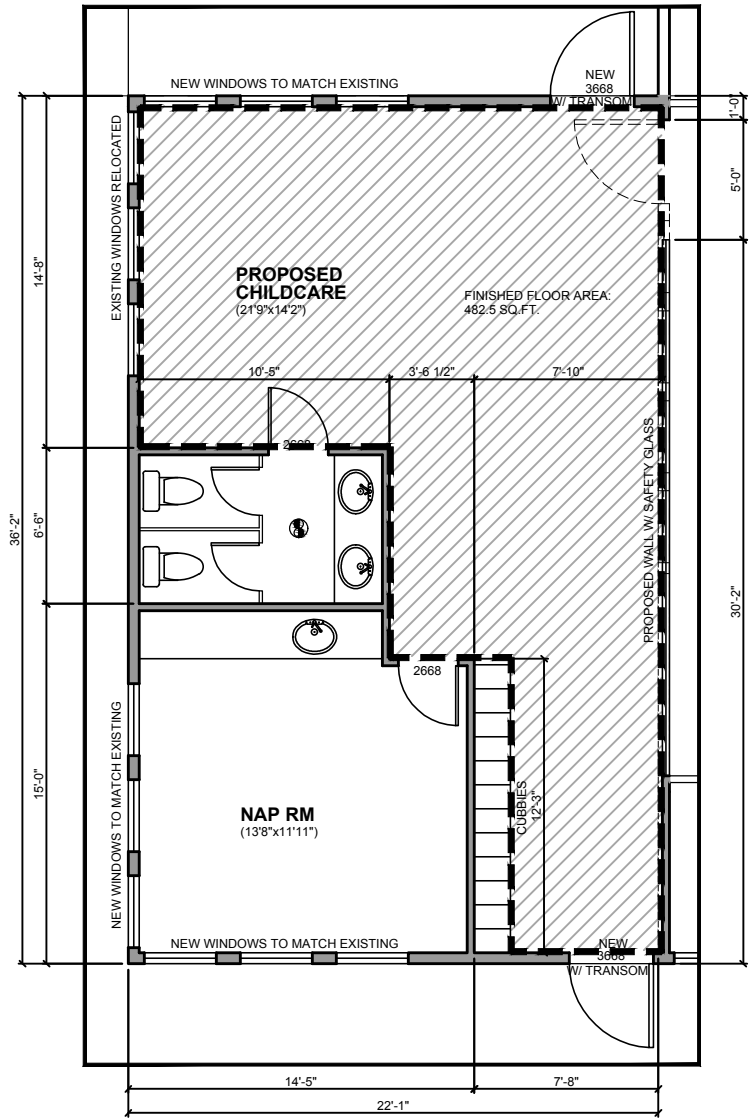 NEW WINDOWS TO MATCH EXISTING
NEW
3668
W/ TRANSOM
1'-0"
5'-0"
EXISTING WINDOWS RELOCATED
14'-8"
PROPOSED
CHILDCARE
(21'9"x14'2")
FINISHED FLOOR AREA:
482.5 SQ.FT.
10'-5"
3'-6 1/2"
7'-10"
2668
PROPOSED WALL W/ SAFETY GLASS
36'-2"
6'-6"
30'-2"
2668
NEW WINDOWS TO MATCH EXISTING
15'-0"
NAP RM
(13'8"x11'11")
CUBBIES
12'-3"
NEW WINDOWS TO MATCH EXISTING
NEW
3668
W/ TRANSOM
14'-5"
7'-8"
22'-1"